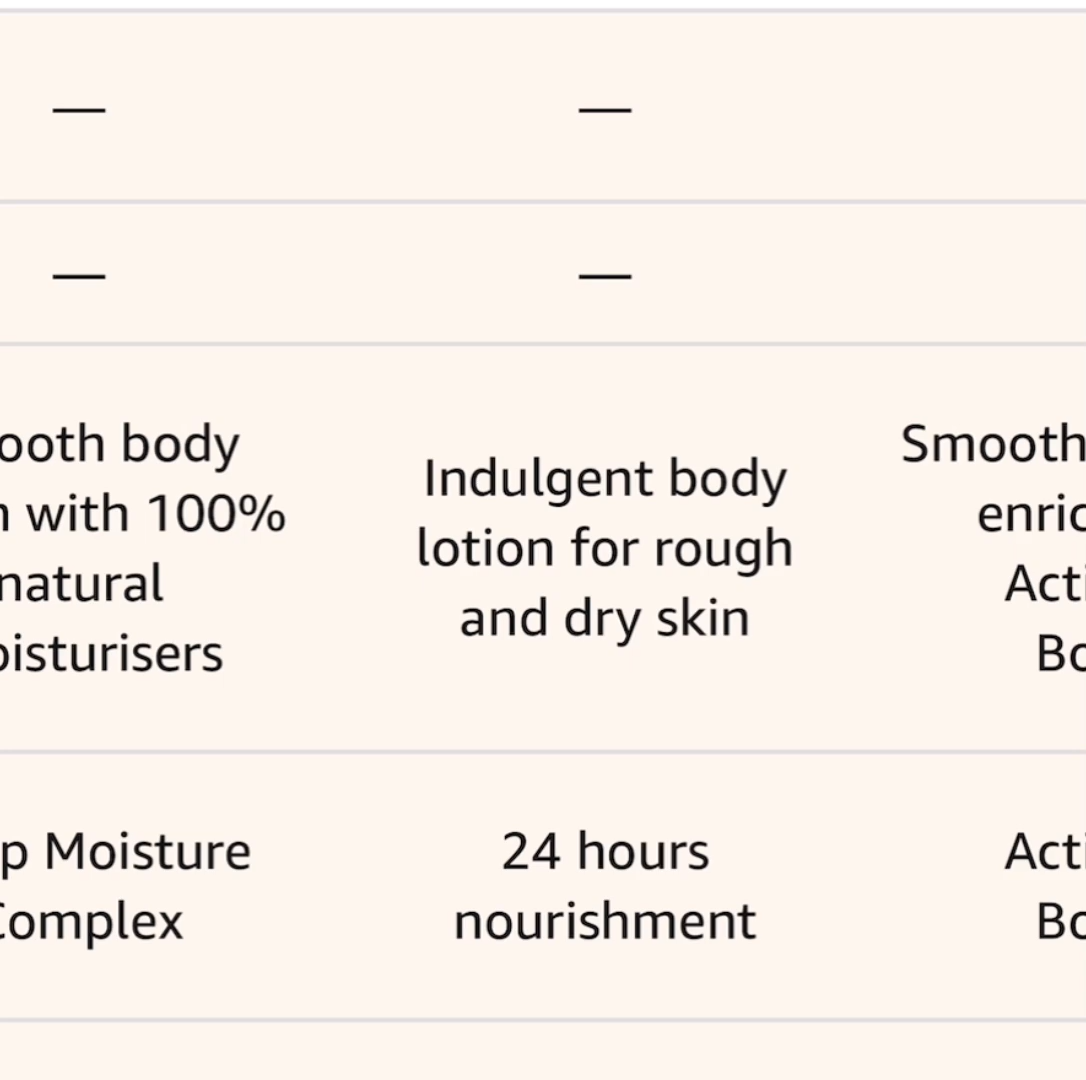 —
—
—
—
ooth body
n with 100%
natural
oisturisers
Indulgent body
lotion for rough
and dry skin
Smooth
enric
Acti
Bo
p Moisture
Complex
24 hours
nourishment
Acti
Bo